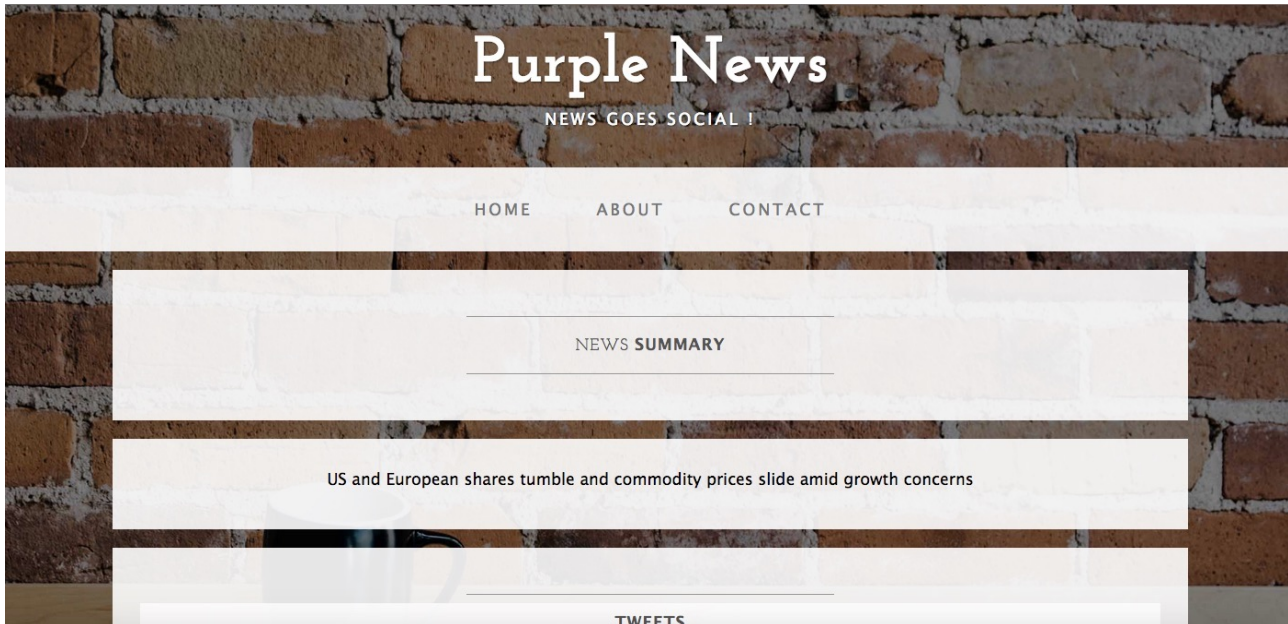 Purple News
NEWS GOES SOCIAL !
HOME ABOUT CONTACT
NEWS SUMMARY
US and European shares tumble and commodity prices slide amid growth concerns
TWEETS